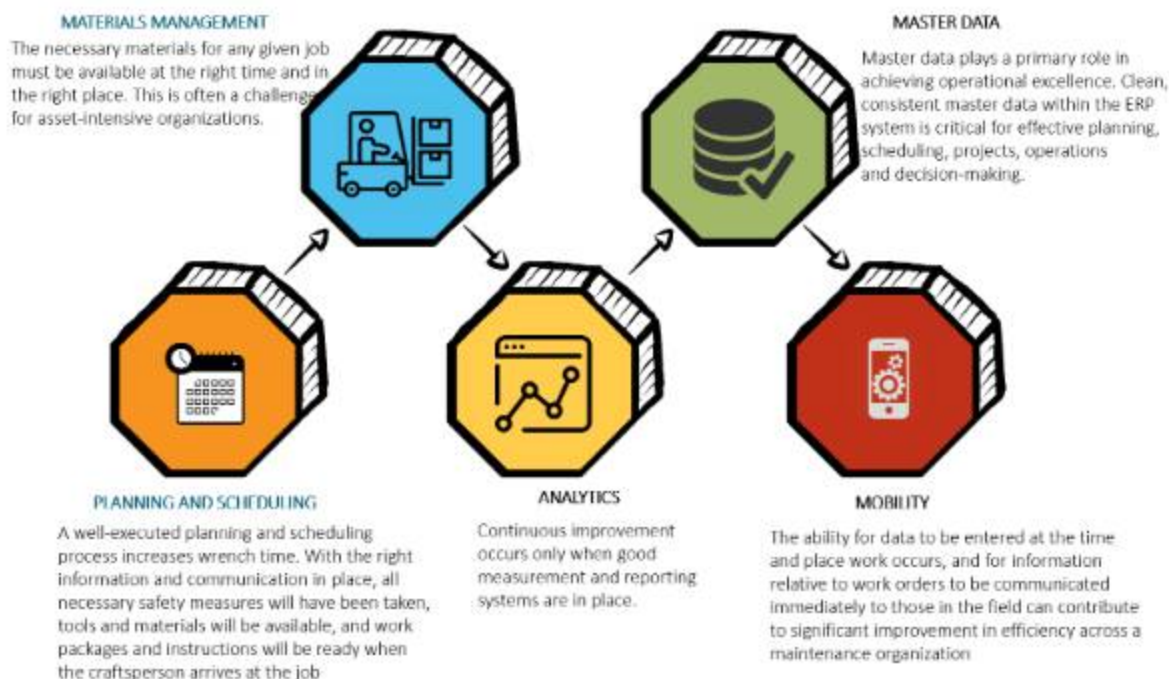 MATERIALS MANAGEMENT
The necessary materials for any given job
must be available at the right time and in
the right place. This is often a challenge
for asset-intensive organizations.
MASTER DATA
Master data plays a primary role in
achieving operational excellence. Clean,
consistent master data within the ERP
system is critical for effective planning,
scheduling, projects, operations
and decision-making.
PLANNING AND SCHEDULING
A well-executed planning and scheduling
process increases wrench time. With the right
information and communication in place, all
necessary safety measures will have been taken,
tools and materials will be available, and work
packages and instructions will be ready when
the craftsperson arrives at the job
ANALYTICS
Continuous improvement
occurs only when good
measurement and reporting
systems are in place.
MOBILITY
The ability for data to be entered at the time
and place work occurs, and for information
relative to work orders to be communicated
immediately to those in the field can contribute
to significant improvement in efficiency across a
maintenance organization